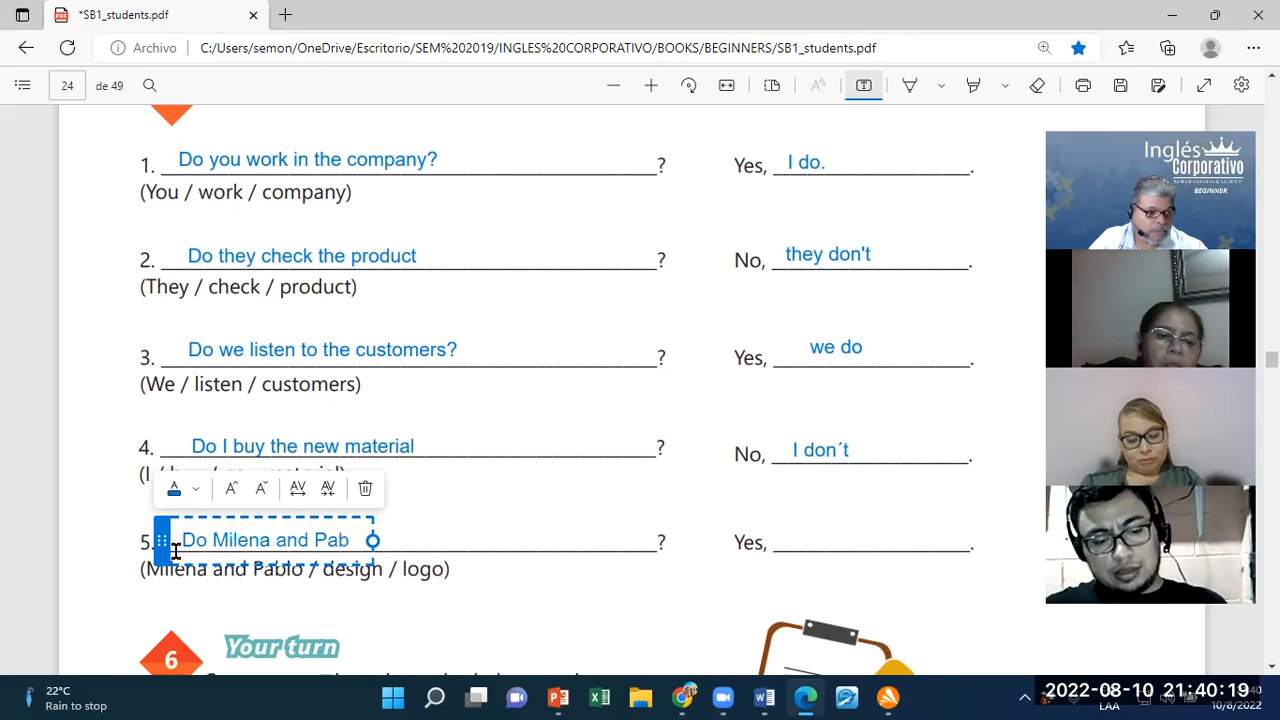 *SB1_students.pdf
Archivo C:/Users/semon/OneDrive/Escritorio/SEM%202019/INGLES%20CORPORATIVO/BOOKS/BEGINNERS/SB1_students.pdf
24 de 49
1. Do you work in the company? ? Yes, I do. .
(You / work / company)
2. Do they check the product ? No, they don't .
(They / check / product)
3. Do we listen to the customers? ? Yes, we do .
(We / listen / customers)
4. Do I buy the new material ? No, I don´t .
(I
5. Do Milena and Pab ? Yes, .
(Milena and Pablo / design / logo)
6 Your turn
Inglés
Corporativo
BEGINNER
22°C
Rain to stop
LAA
2022-08-10 21:40:19
10/8/2022